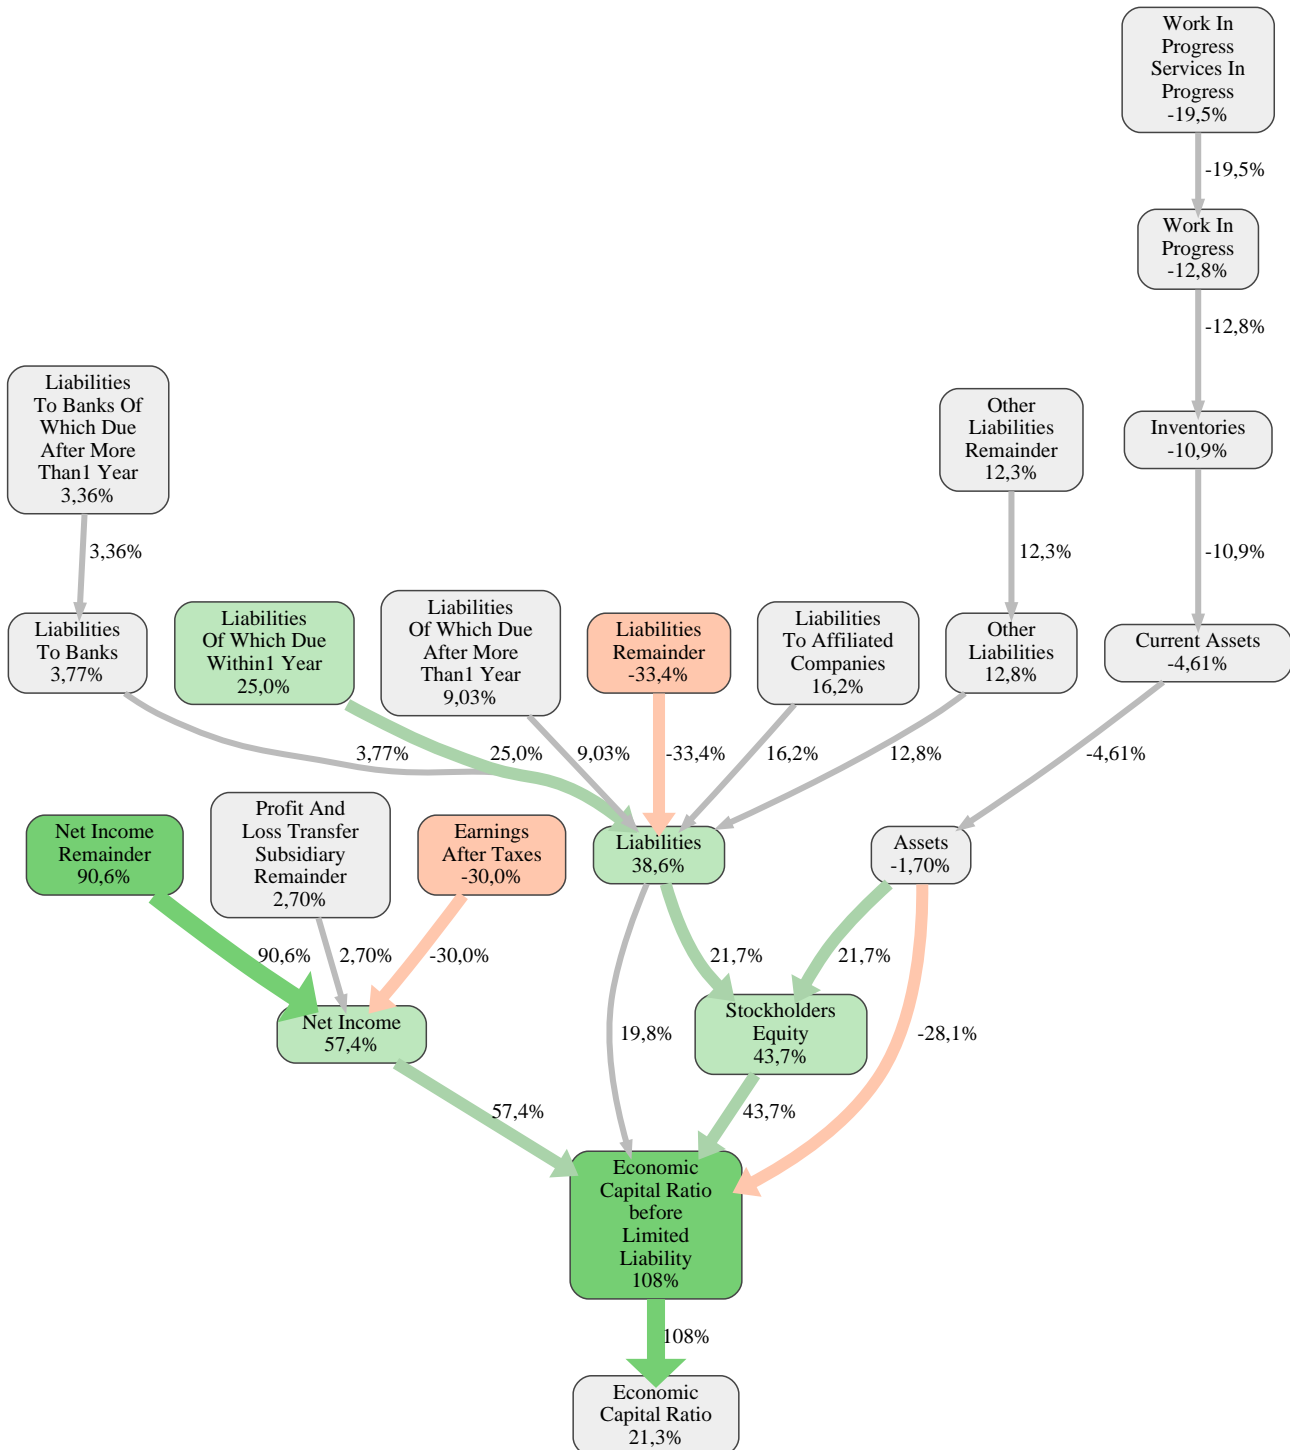 Work In
Progress
Services In
Progress
-19,5%
-19,5%
Work In
Progress
-12,8%
-12,8%
Liabilities
To Banks Of
Which Due
After More
Than1 Year
3,36%
Other
Liabilities
Remainder
12,3%
Inventories
-10,9%
3,36%
12,3%
-10,9%
Liabilities
To Banks
3,77%
Liabilities
Of Which Due
Within1 Year
25,0%
Liabilities
Of Which Due
After More
Than1 Year
9,03%
Liabilities
Remainder
-33,4%
Liabilities
To Affiliated
Companies
16,2%
Other
Liabilities
12,8%
Current Assets
-4,61%
3,77%
25,0%
9,03%
-33,4%
16,2%
12,8%
-4,61%
Net Income
Remainder
90,6%
Profit And
Loss Transfer
Subsidiary
Remainder
2,70%
Earnings
After Taxes
-30,0%
Liabilities
38,6%
Assets
-1,70%
90,6%
2,70%
-30,0%
21,7%
21,7%
Net Income
57,4%
19,8%
Stockholders
Equity
43,7%
-28,1%
57,4%
43,7%
Economic
Capital Ratio
before
Limited
Liability
108%
108%
Economic
Capital Ratio
21,3%